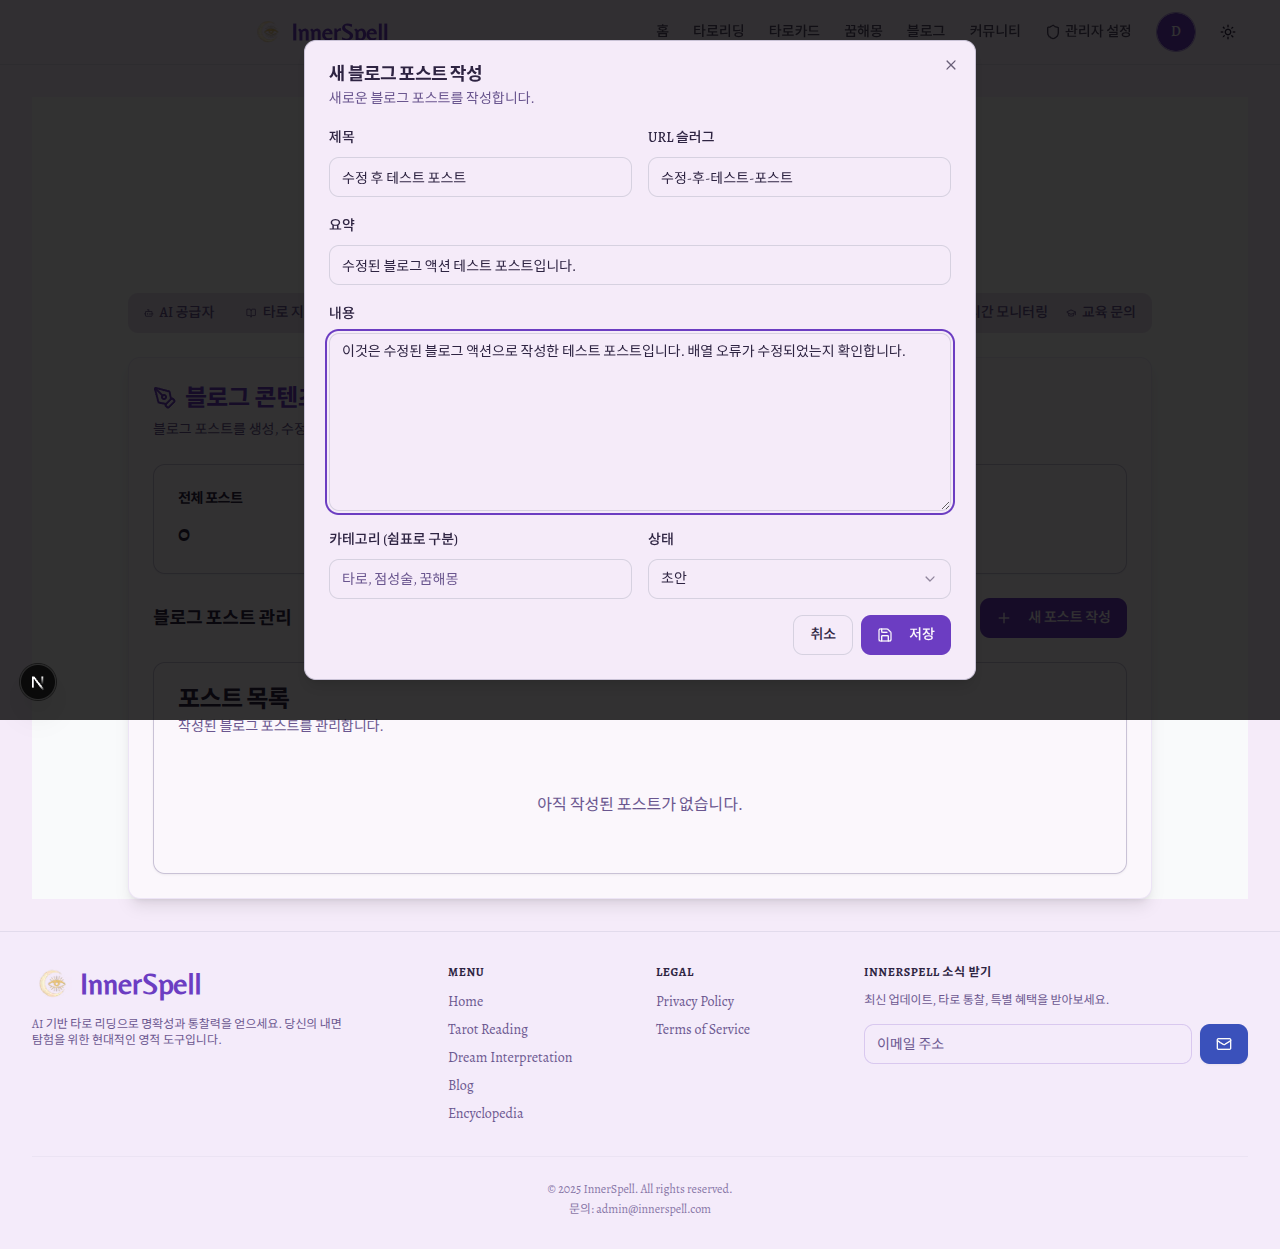 InnerSpell
홈
타로리딩
타로카드
꿈해몽
블로그
커뮤니티
관리자 설정
D
새 블로그 포스트 작성
새로운 블로그 포스트를 작성합니다.
제목
URL 슬러그
수정 후 테스트 포스트
수정-후-테스트-포스트
요약
수정된 블로그 액션 테스트 포스트입니다.
내용
이것은 수정된 블로그 액션으로 작성한 테스트 포스트입니다. 배열 오류가 수정되었는지 확인합니다.
카테고리 (쉼표로 구분)
상태
타로, 점성술, 꿈해몽
초안
취소
저장
AI 공급자
타로 지
간 모니터링
교육 문의
블로그 콘텐츠
블로그 포스트를 생성, 수정
전체 포스트
0
블로그 포스트 관리
새 포스트 작성
포스트 목록
작성된 블로그 포스트를 관리합니다.
아직 작성된 포스트가 없습니다.
N
InnerSpell
AI 기반 타로 리딩으로 명확성과 통찰력을 얻으세요. 당신의 내면
탐험을 위한 현대적인 영적 도구입니다.
MENU
Home
Tarot Reading
Dream Interpretation
Blog
Encyclopedia
LEGAL
Privacy Policy
Terms of Service
INNERSPELL 소식 받기
최신 업데이트, 타로 통찰, 특별 혜택을 받아보세요.
이메일 주소
© 2025 InnerSpell. All rights reserved.
문의: admin@innerspell.com